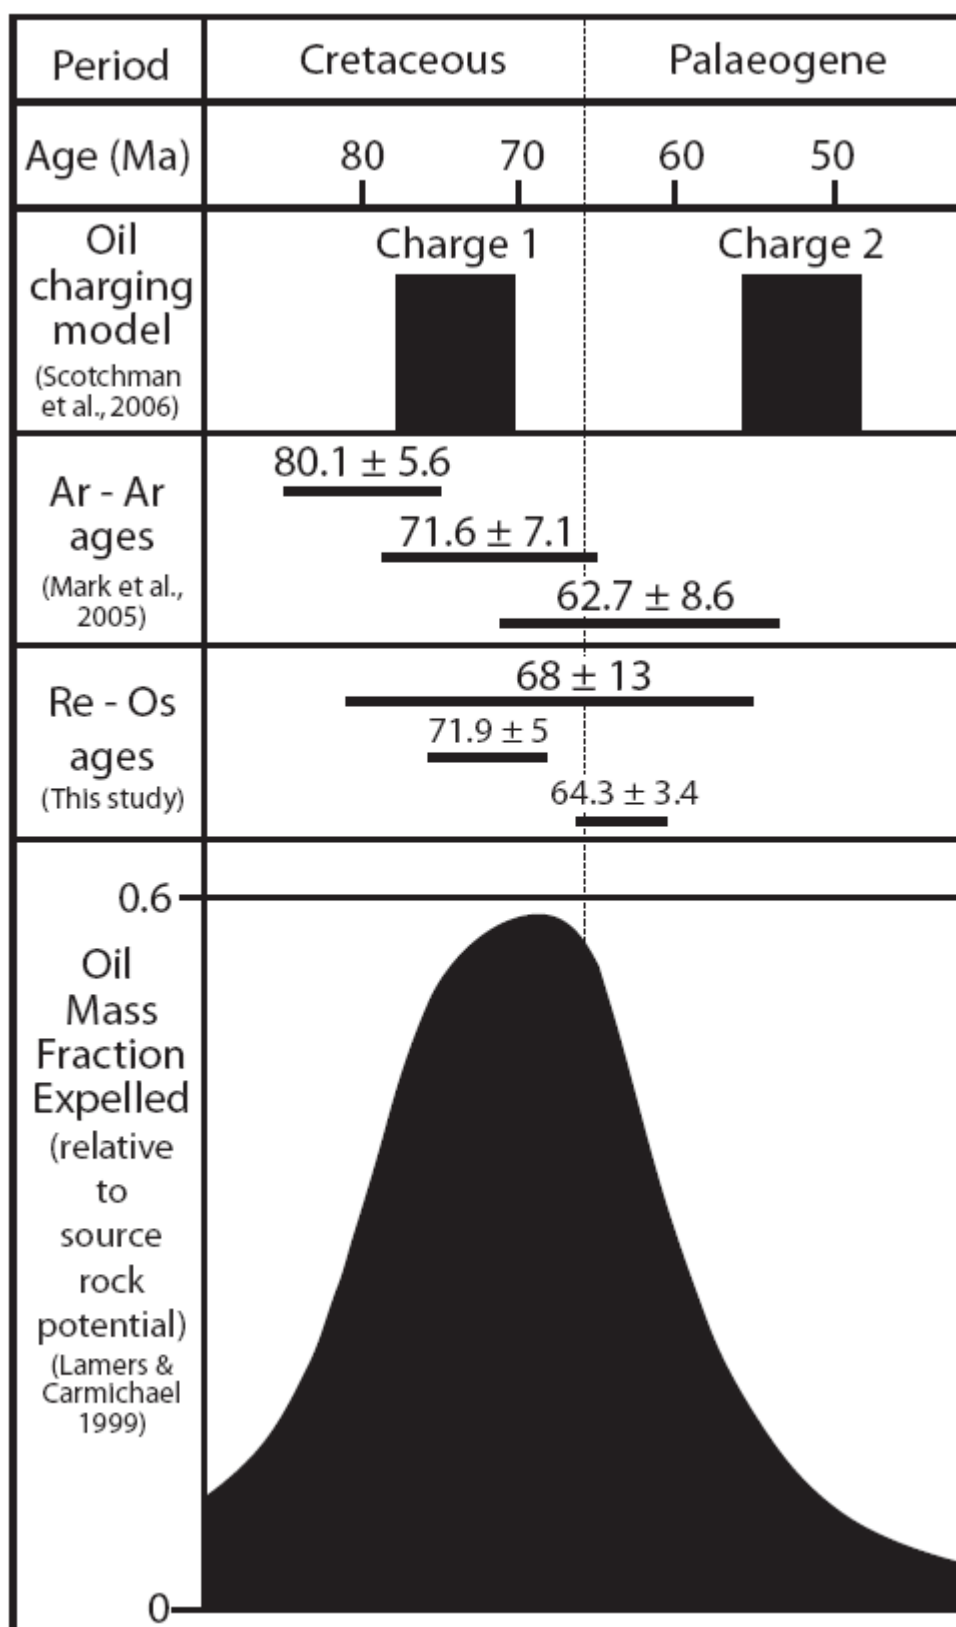 Period
Cretaceous
Palaeogene
Age (Ma)
80
70
60
50
Oil
charging
model
(Scotchman
et al., 2006)
Charge 1
Charge 2
Ar - Ar
ages
(Mark et al.,
2005)
80.1 ± 5.6
71.6 ± 7.1
62.7 ± 8.6
Re - Os
ages
(This study)
68 ± 13
71.9 ± 5
64.3 ± 3.4
0.6
Oil
Mass
Fraction
Expelled
(relative
to
source
rock
potential)
(Lamers &
Carmichael
1999)
0